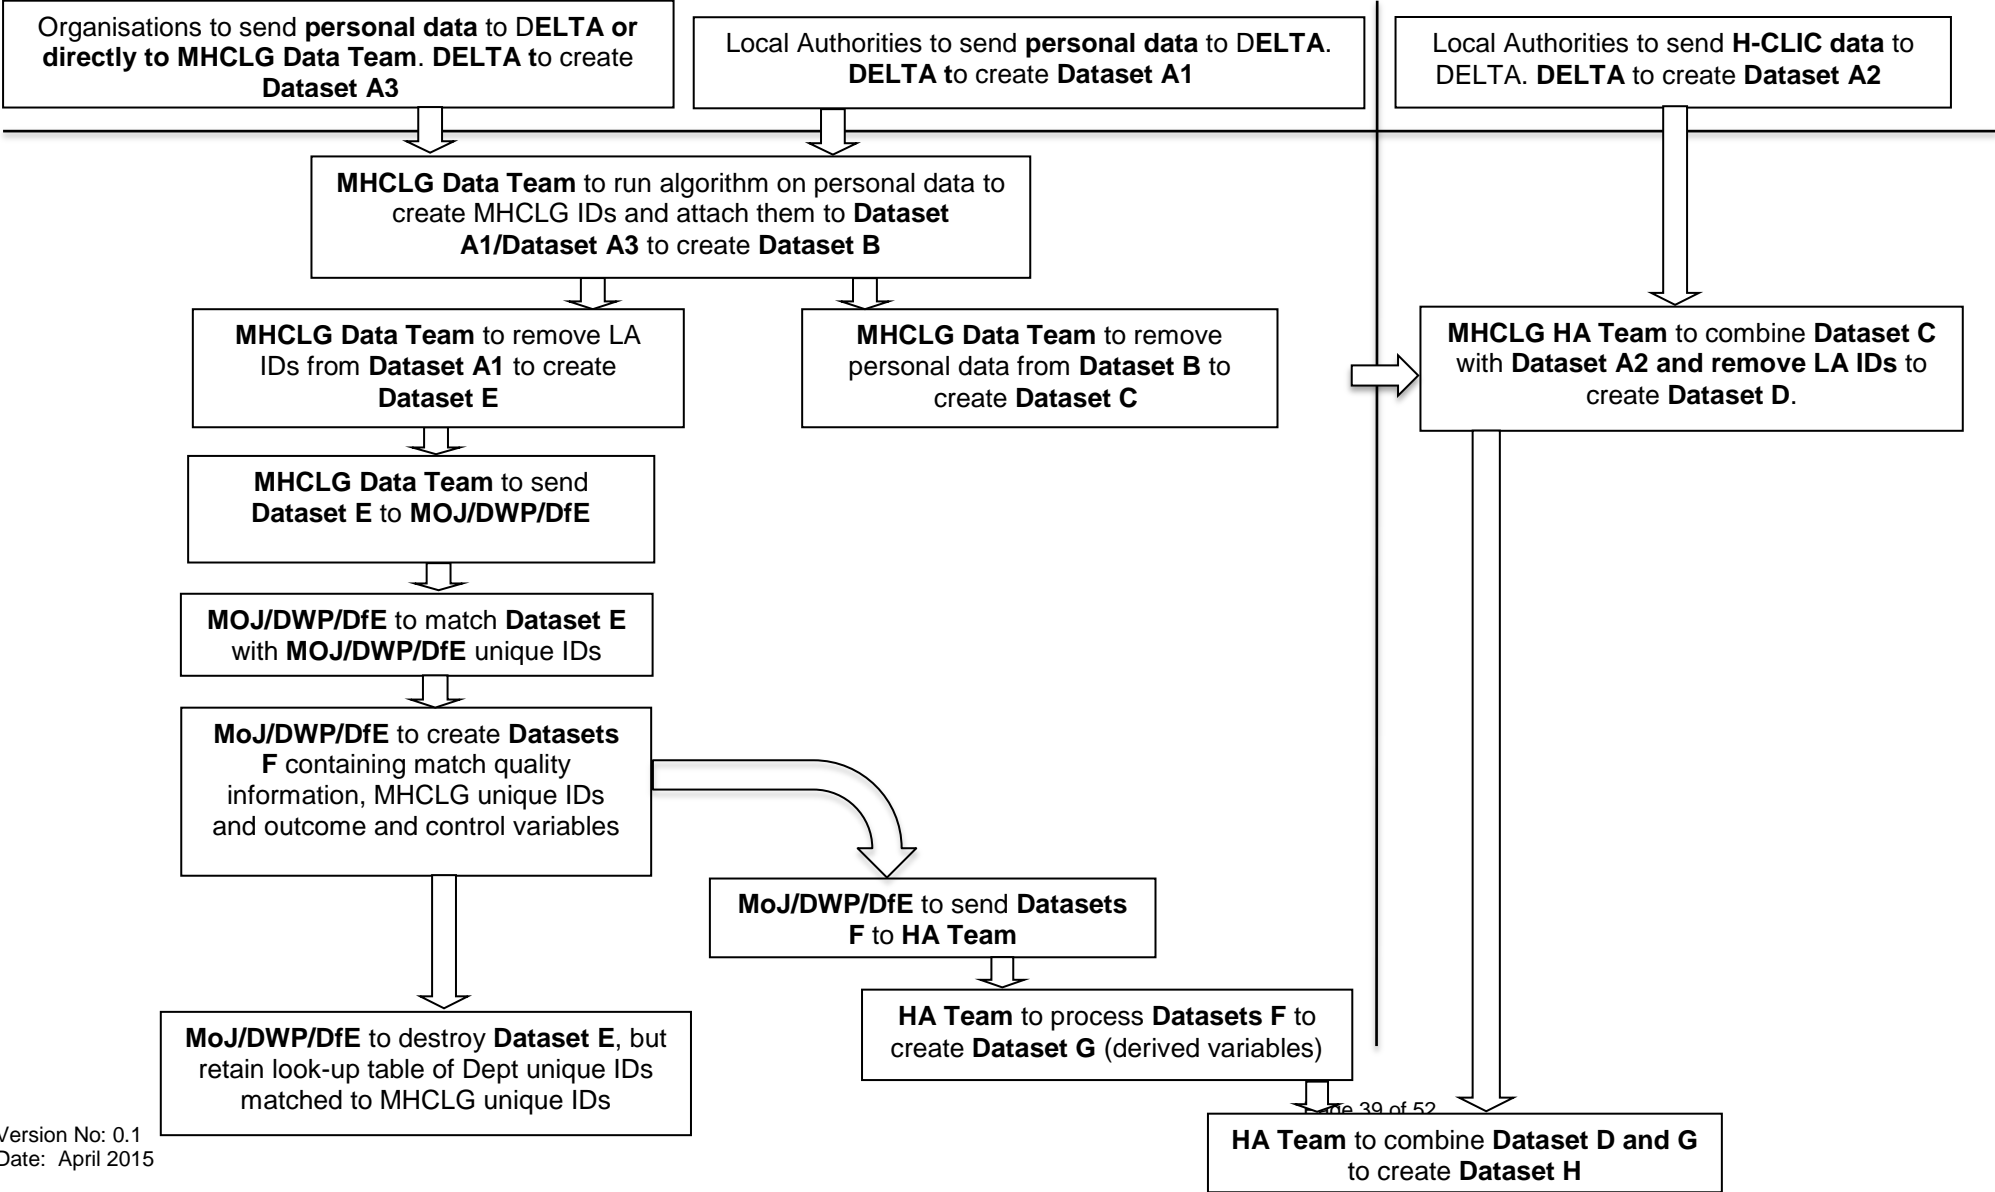 Organisations to send personal data to DELTA or
directly to MHCLG Data Team. DELTA to create
Dataset A3
Local Authorities to send personal data to DELTA.
DELTA to create Dataset A1
Local Authorities to send H-CLIC data to
DELTA. DELTA to create Dataset A2
MHCLG Data Team to run algorithm on personal data to
create MHCLG IDs and attach them to Dataset
A1/Dataset A3 to create Dataset B
MHCLG Data Team to remove LA
IDs from Dataset A1 to create
Dataset E
MHCLG Data Team to remove
personal data from Dataset B to
create Dataset C
MHCLG HA Team to combine Dataset C
with Dataset A2 and remove LA IDs to
create Dataset D.
MHCLG Data Team to send
Dataset E to MOJ/DWP/DfE
MOJ/DWP/DfE to match Dataset E
with MOJ/DWP/DfE unique IDs
MoJ/DWP/DfE to create Datasets
F containing match quality
information, MHCLG unique IDs
and outcome and control variables
MoJ/DWP/DfE to send Datasets
F to HA Team
HA Team to process Datasets F to
create Dataset G (derived variables)
MoJ/DWP/DfE to destroy Dataset E, but
retain look-up table of Dept unique IDs
matched to MHCLG unique IDs
39 of 52
HA Team to combine Dataset D and G
to create Dataset H
Version No: 0.1
Date: April 2015